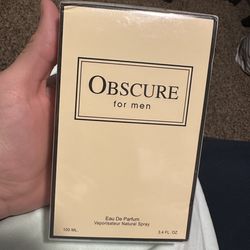 OBSCURE
for men
Eau De Parfum
Vaporisateur Natural Spray
100 ML.
3.4 FL. OZ